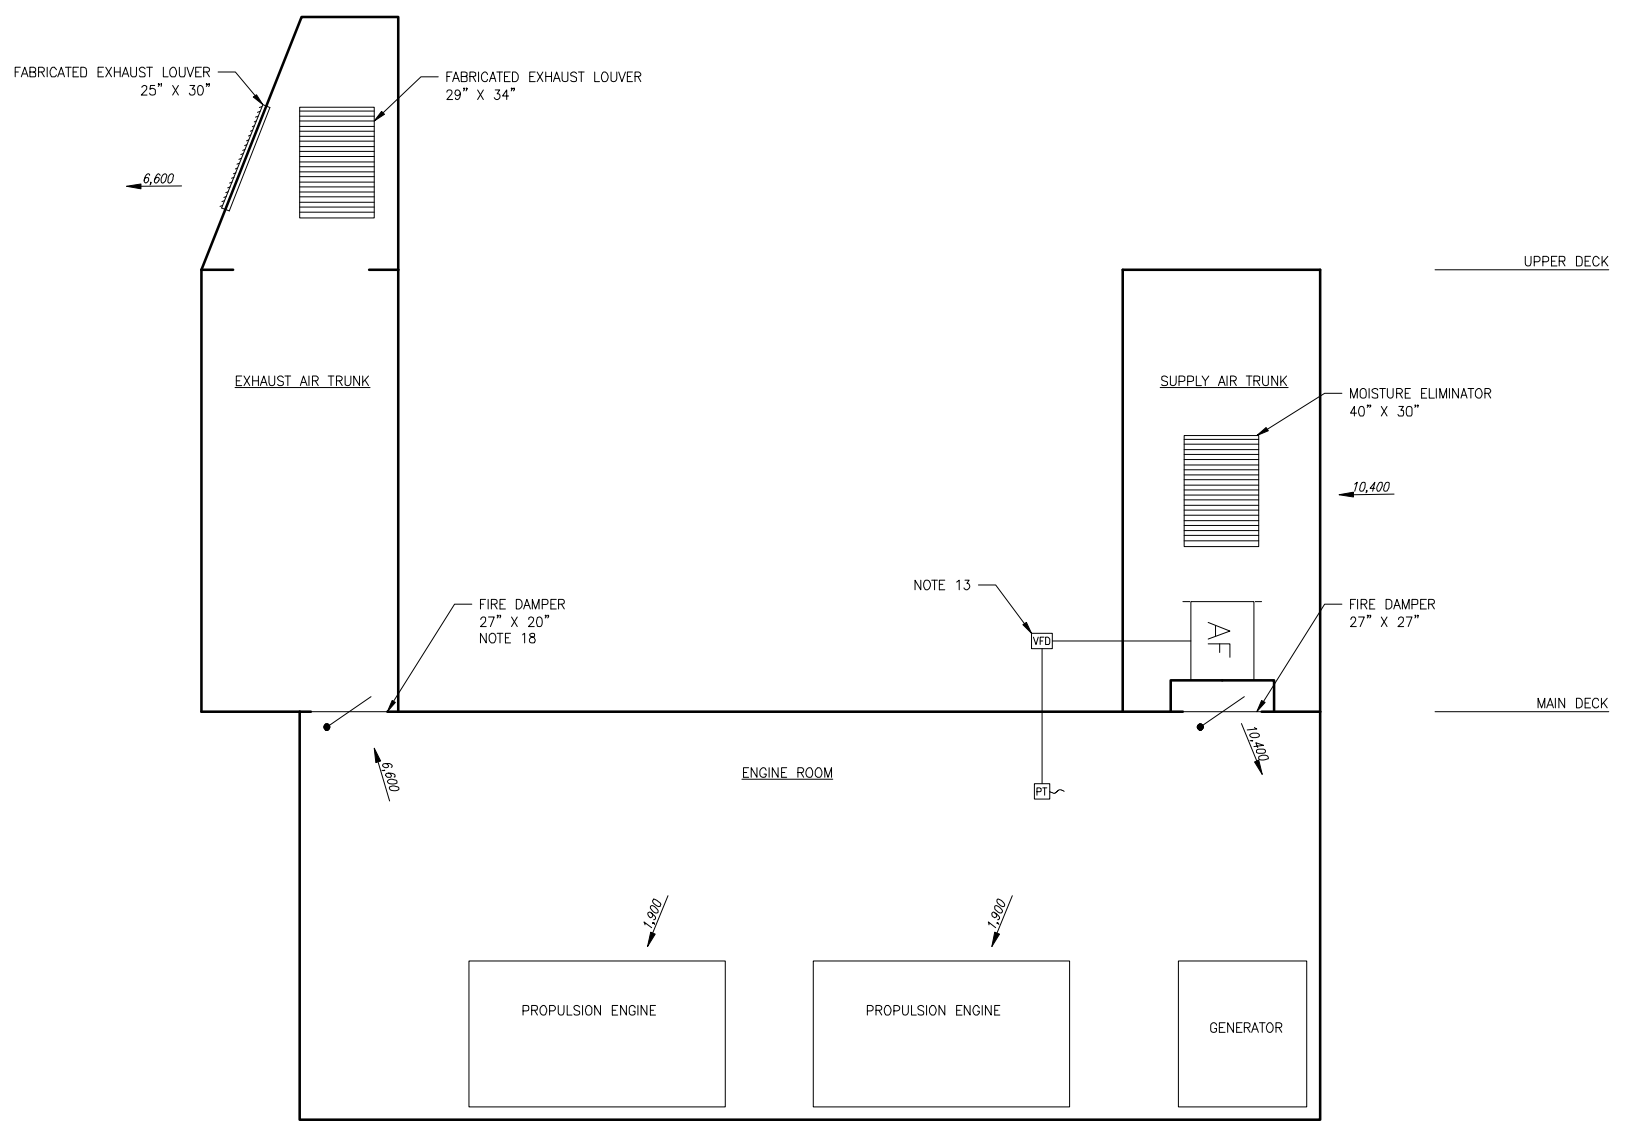 FABRICATED EXHAUST LOUVER
25" X 30"
FABRICATED EXHAUST LOUVER
29" X 34"
6,600
UPPER DECK
EXHAUST AIR TRUNK
SUPPLY AIR TRUNK
MOISTURE ELIMINATOR
40" X 30"
10,400
NOTE 13
FIRE DAMPER
27" X 20"
NOTE 18
FIRE DAMPER
27" X 27"
VFD
AF
MAIN DECK
10,400
6,600
ENGINE ROOM
PT
1,900
1,900
PROPULSION ENGINE
PROPULSION ENGINE
GENERATOR